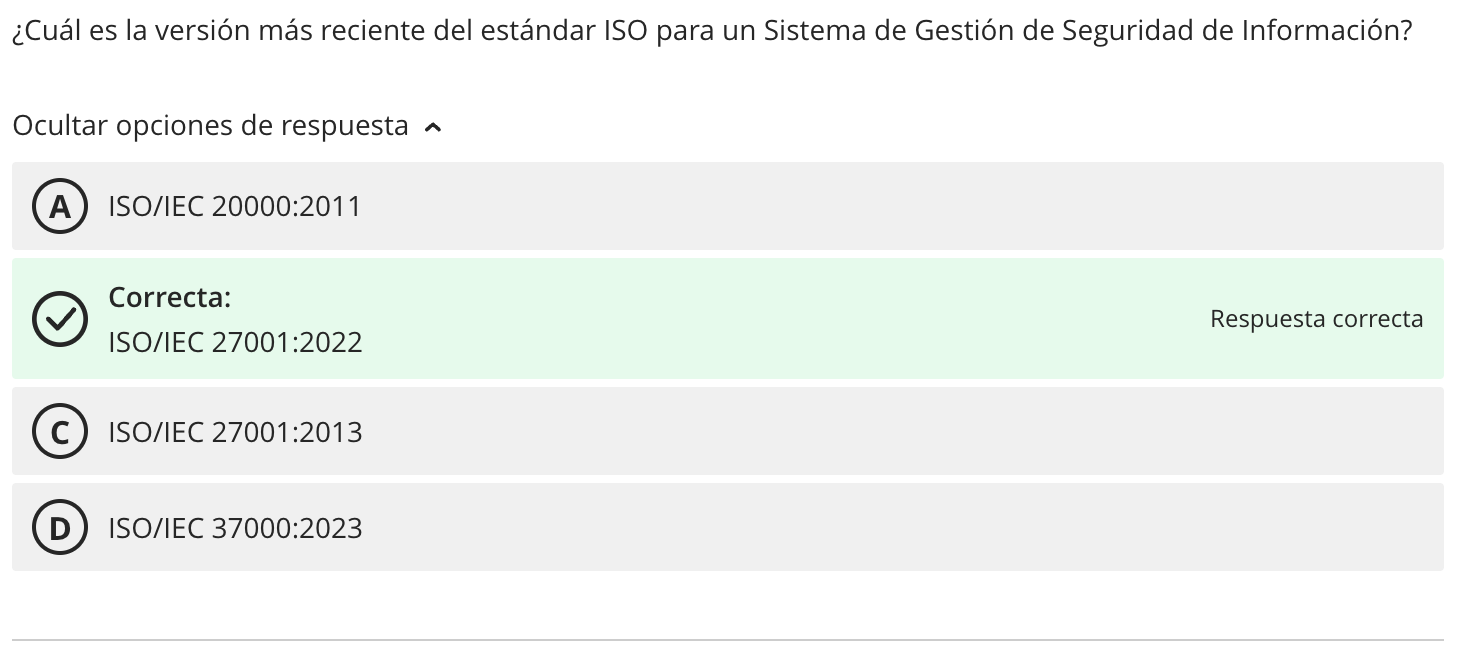 ¿Cuál es la versión más reciente del estándar ISO para un Sistema de Gestión de Seguridad de Información?
Ocultar opciones de respuesta
A ISO/IEC 20000:2011
Correcta:
ISO/IEC 27001:2022
Respuesta correcta
C ISO/IEC 27001:2013
D ISO/IEC 37000:2023